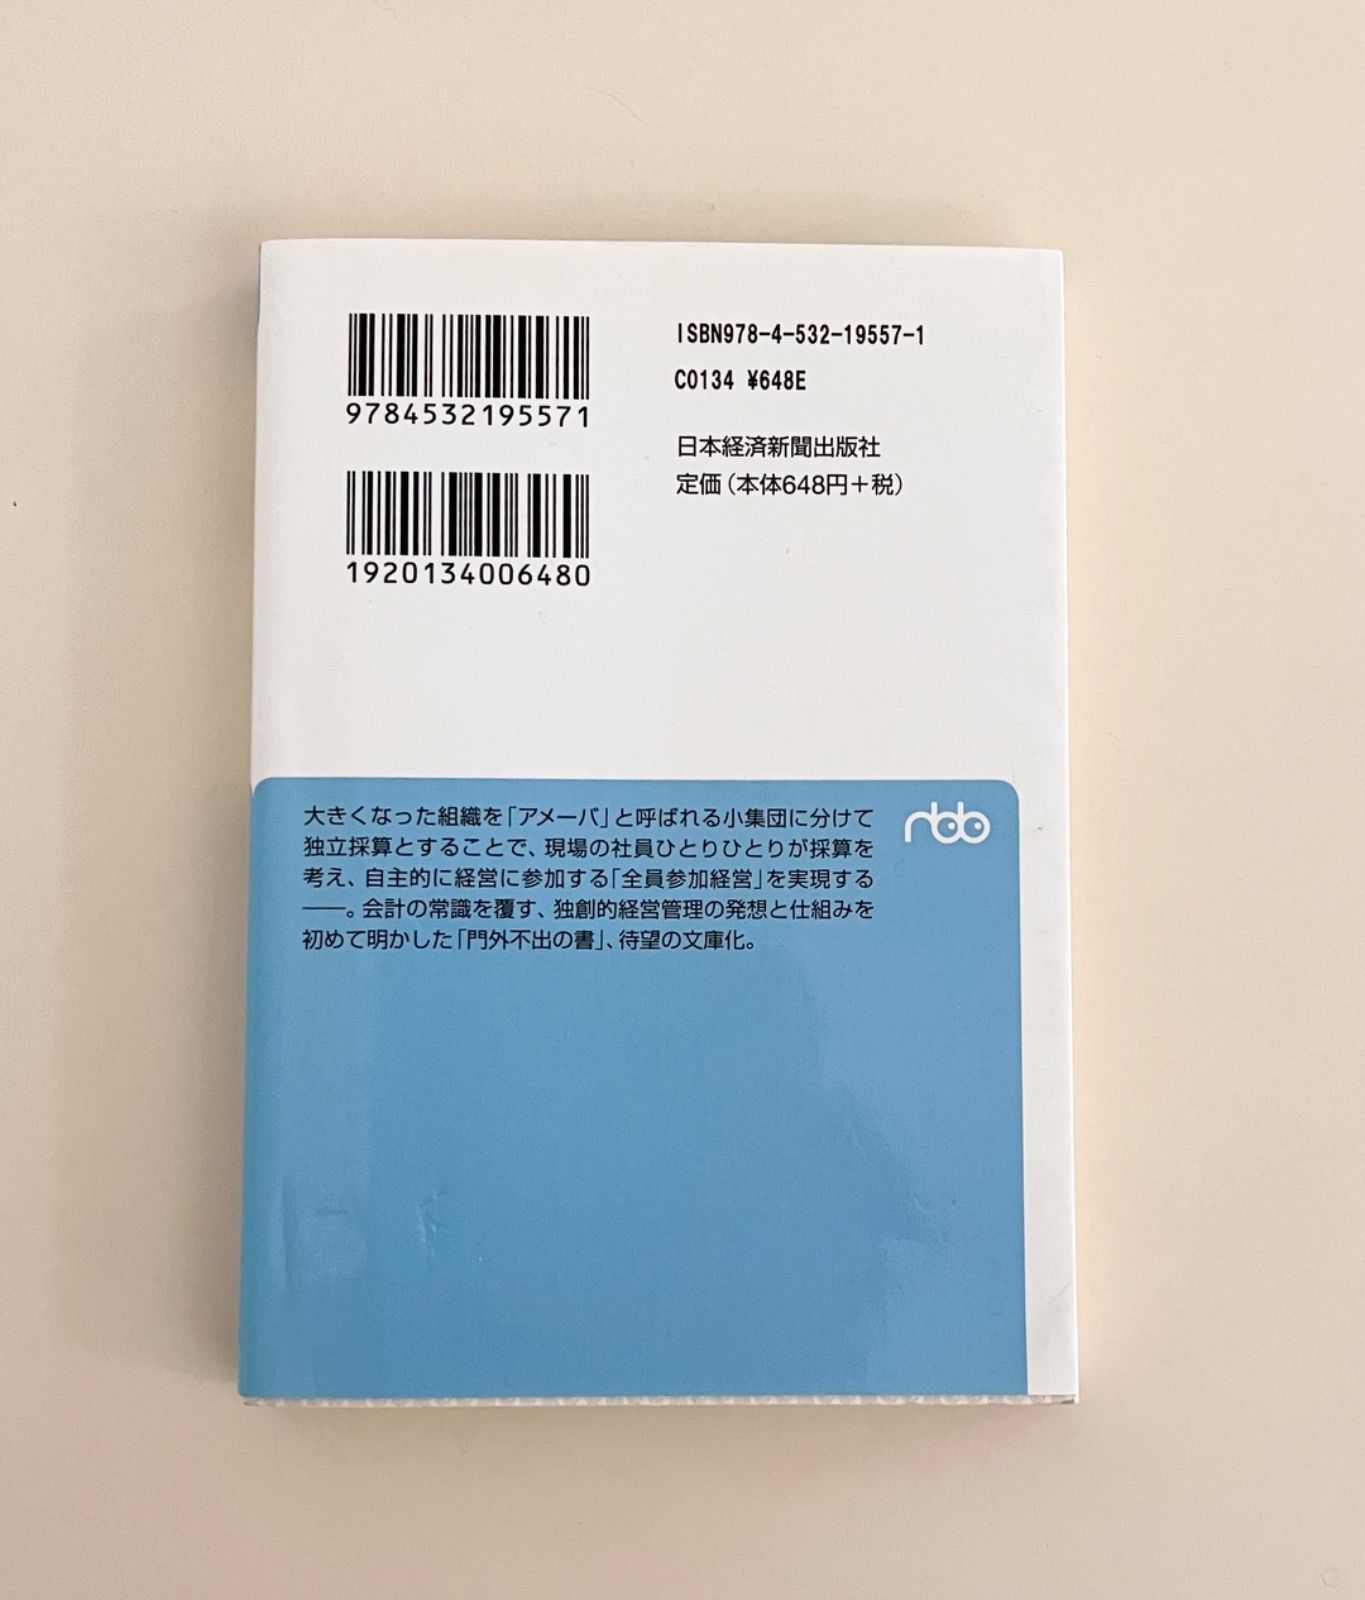 9784532195571
1920134006480
ISBN978-4-532-19557-1
C0134 ¥648E
日本経済新聞出版社
定価（本体648円＋税）
大きくなった組織を「アメーバ」と呼ばれる小集団に分けて
独立採算とすることで、現場の社員ひとりひとりが採算を
考え、自主的に経営に参加する「全員参加経営」を実現する
――。会計の常識を覆す、独創的経営管理の発想と仕組みを
初めて明かした「門外不出の書」、待望の文庫化。
nbb